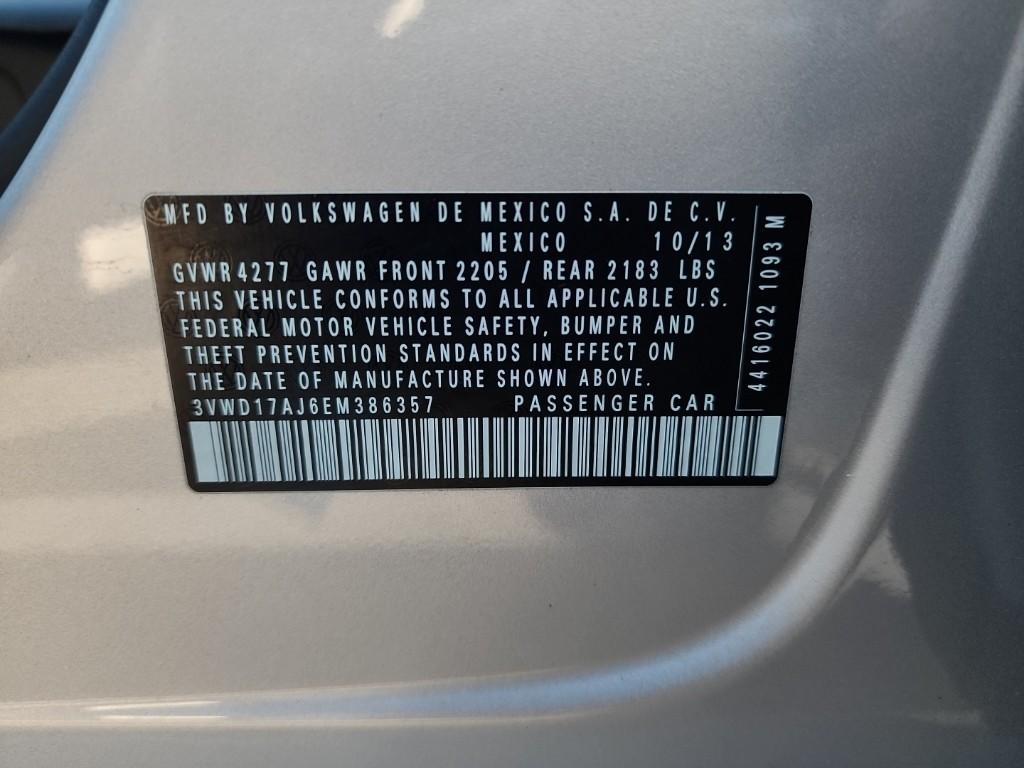 MFD BY VOLKSWAGEN DE MEXICO S.A. DE C.V.
MEXICO 10/13
GVWR 4277 GAWR FRONT 2205 / REAR 2183 LBS
THIS VEHICLE CONFORMS TO ALL APPLICABLE U.S.
FEDERAL MOTOR VEHICLE SAFETY, BUMPER AND
THEFT PREVENTION STANDARDS IN EFFECT ON
THE DATE OF MANUFACTURE SHOWN ABOVE.
3VWD17AJ6EM386357 PASSENGER CAR
4416022 1093 M